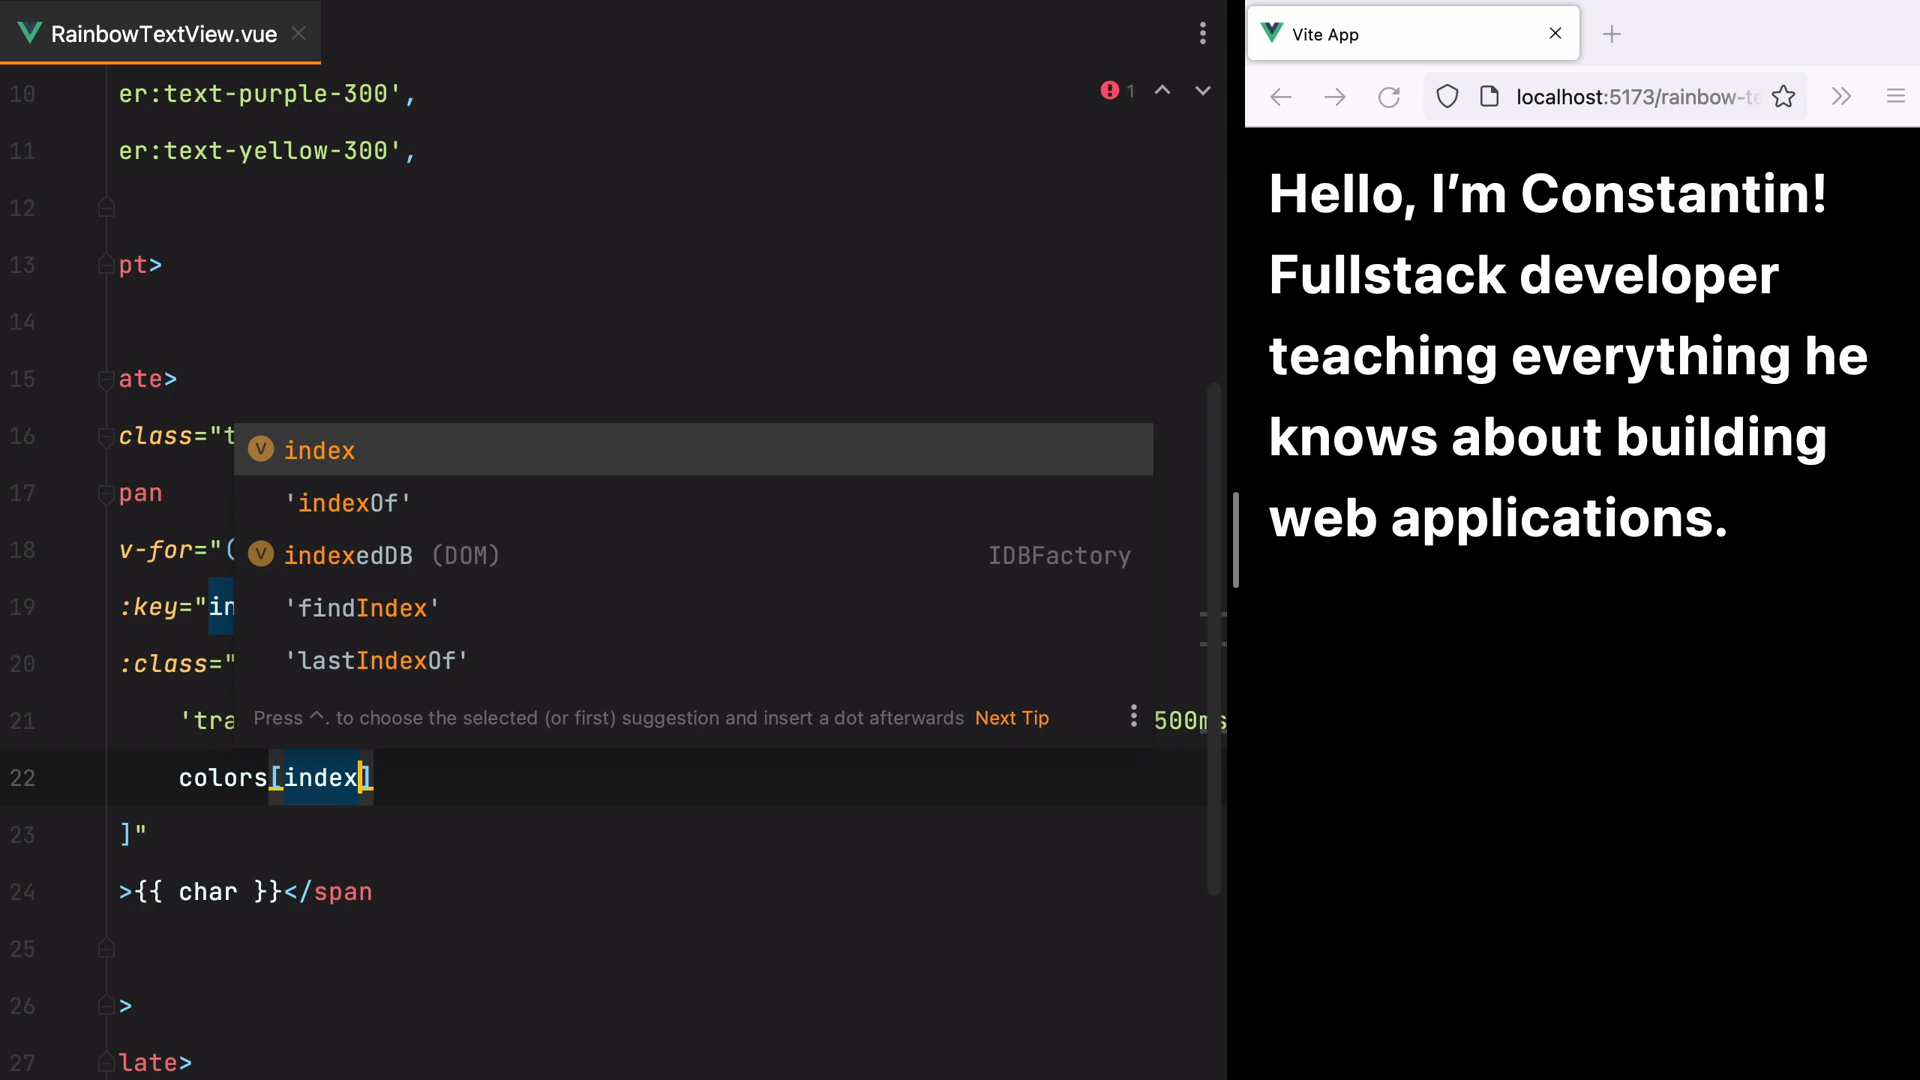 RainbowTextView.vue
1
10 er:text-purple-300',
11 er:text-yellow-300',
12
13 pt>
14
15 ate>
16 class="t
17 pan
18 v-for="(
19 :key="in
20 :class="
21 'tra 500ms
22 colors[index]
23 ]"
24 >{{ char }}</span
25
26 >
27 late>
index
'indexOf'
indexedDB (DOM) IDBFactory
'findIndex'
'lastIndexOf'
Press ^. to choose the selected (or first) suggestion and insert a dot afterwards Next Tip
Vite App
localhost:5173/rainbow-te
Hello, I'm Constantin!
Fullstack developer
teaching everything he
knows about building
web applications.